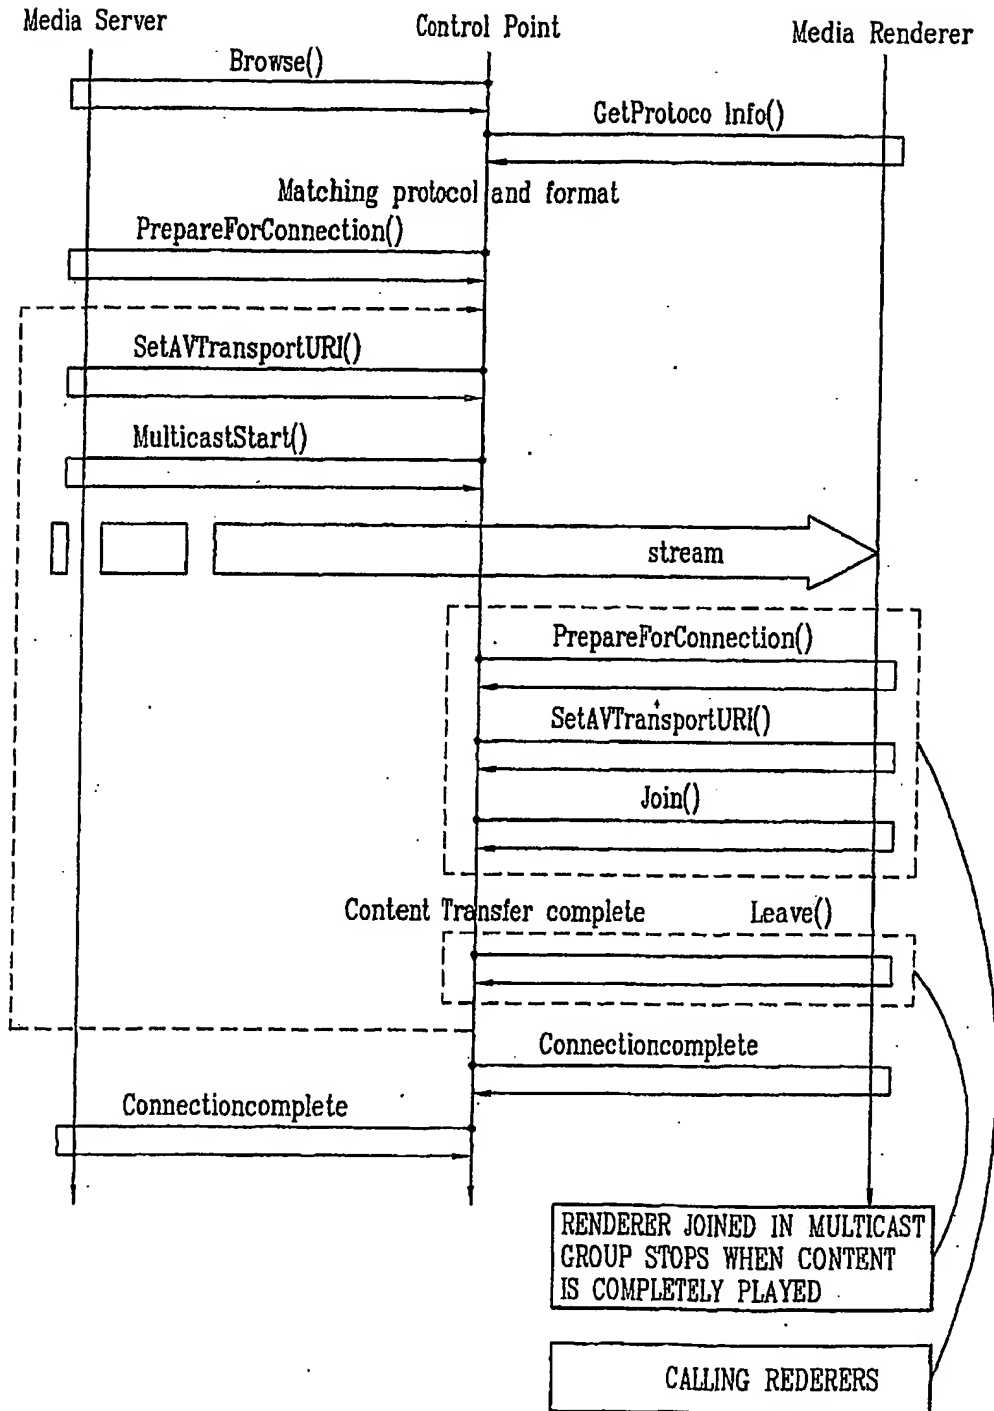 Media Server
Control Point
Media Renderer
Browse()
GetProtoco Info()
Matching protocol and format
PrepareForConnection()
SetAVTransportURI()
MulticastStart()
stream
PrepareForConnection()
SetAVTransportURI()
Join()
Content Transfer complete
Leave()
Connectioncomplete
Connectioncomplete
RENDERER JOINED IN MULTICAST
GROUP STOPS WHEN CONTENT
IS COMPLETELY PLAYED
CALLING REDERERS